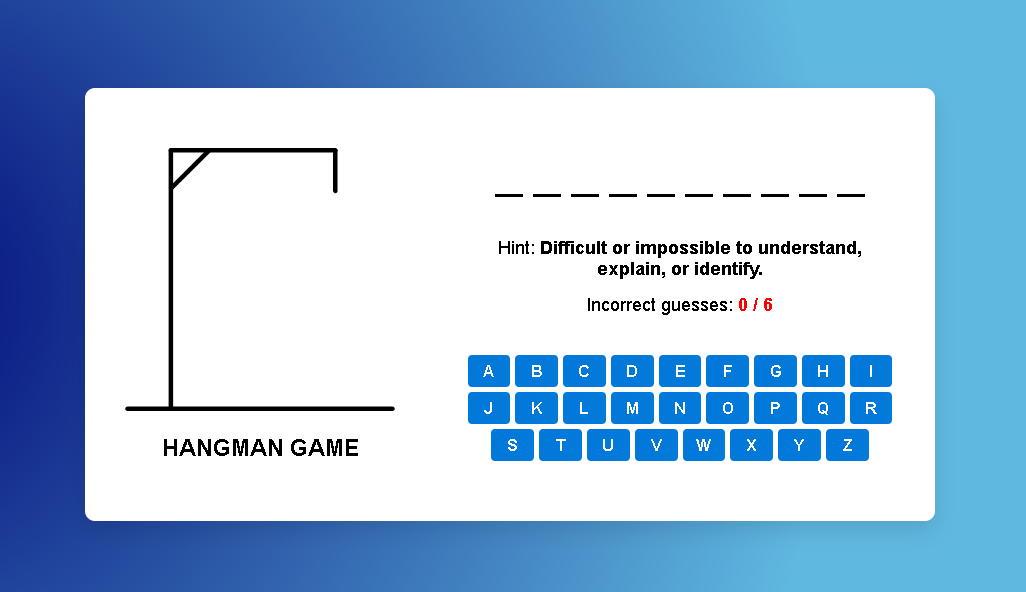 Hint: Difficult or impossible to understand,
explain, or identify.
Incorrect guesses: 0 / 6
A B C D E F G H I
J K L M N O P Q R
S T U V W X Y Z
HANGMAN GAME